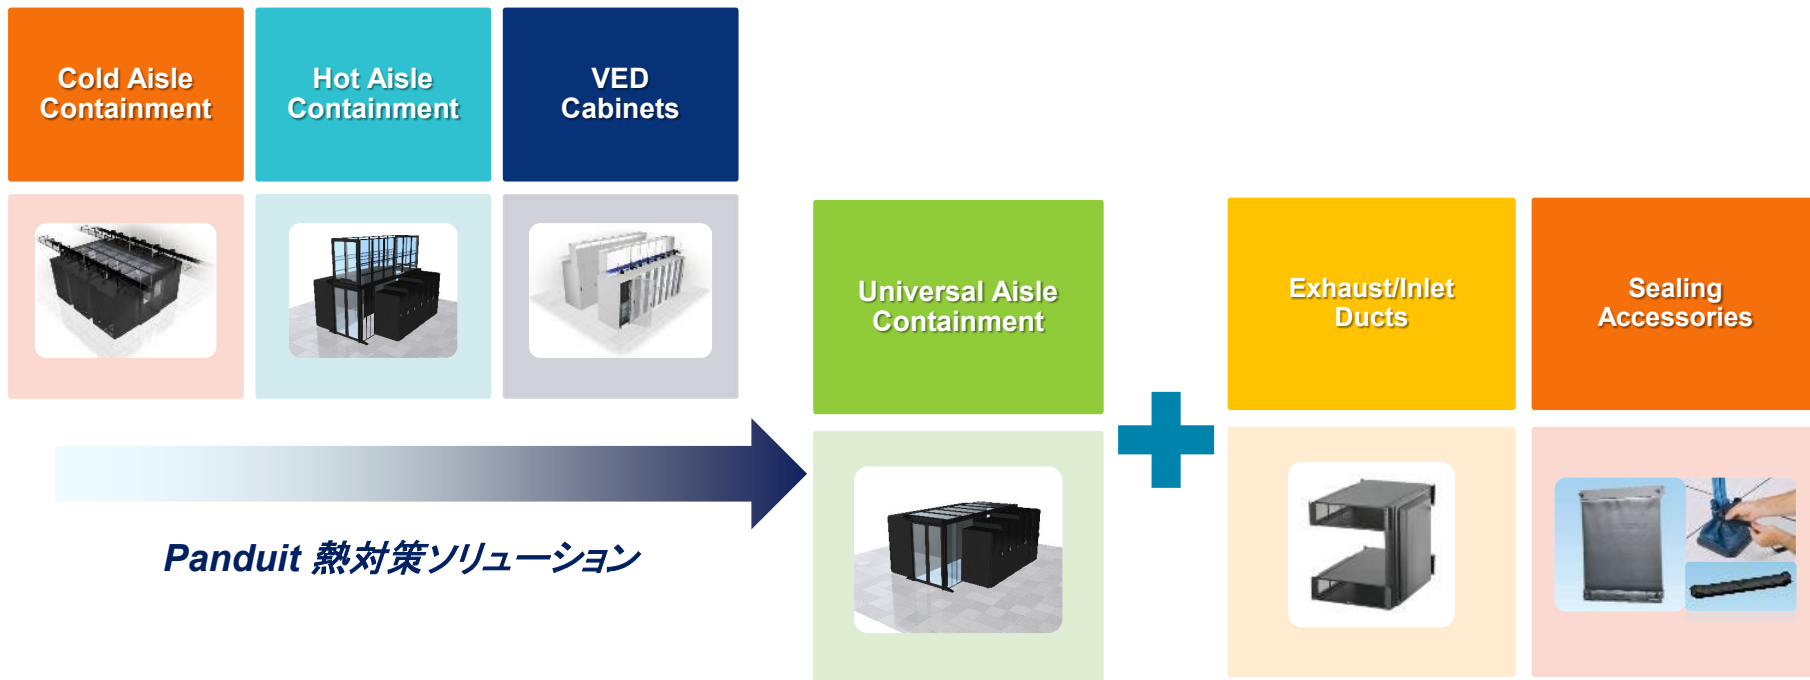 Cold Aisle
Containment
Hot Aisle
Containment
VED
Cabinets
Universal Aisle
Containment
Exhaust/Inlet
Ducts
Sealing
Accessories
Panduit 熱対策ソリューション